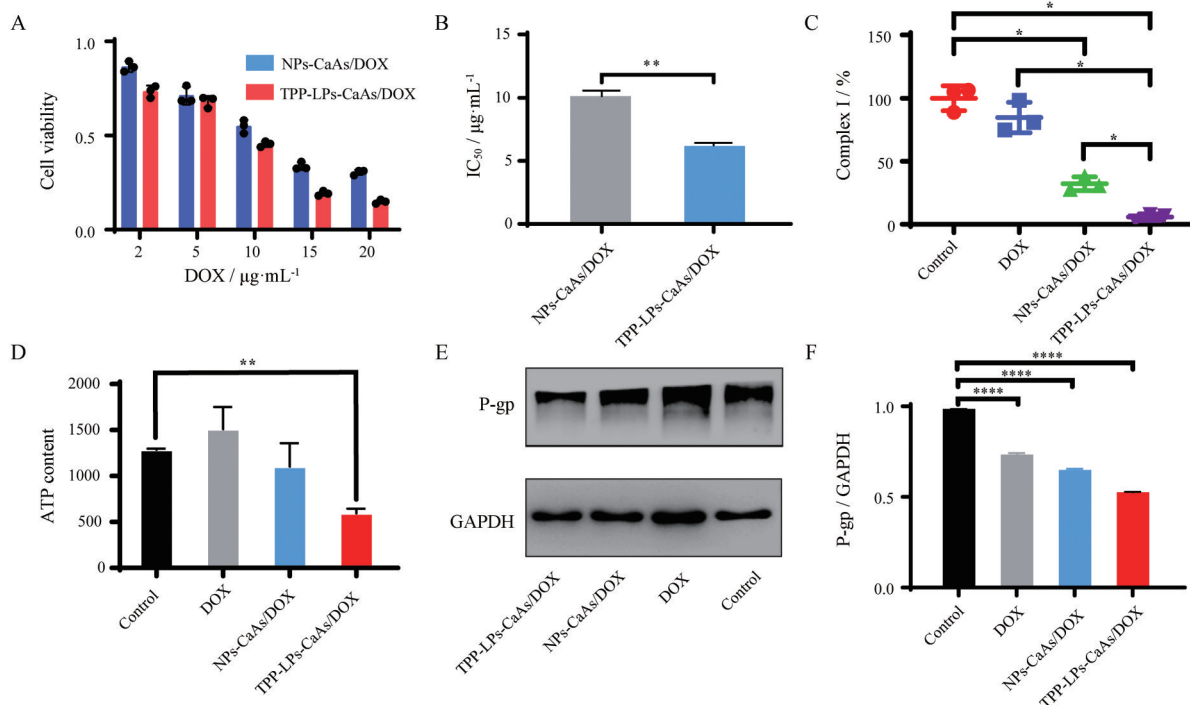 A
Cell viability
1.0
0.5
0.0
NPs-CaAs/DOX
TPP-LPs-CaAs/DOX
2 5 10 15 20
DOX / μg·mL⁻¹
B
IC₅₀ / μg·mL⁻¹
15
10
5
0
**
NPs-CaAs/DOX
TPP-LPs-CaAs/DOX
C
Complex I / %
150
100
50
0
*
*
*
*
Control
DOX
NPs-CaAs/DOX
TPP-LPs-CaAs/DOX
D
ATP content
2000
1500
1000
500
0
**
Control
DOX
NPs-CaAs/DOX
TPP-LPs-CaAs/DOX
E
P-gp
GAPDH
TPP-LPs-CaAs/DOX
NPs-CaAs/DOX
DOX
Control
F
P-gp / GAPDH
1.0
0.5
0.0
****
****
****
Control
DOX
NPs-CaAs/DOX
TPP-LPs-CaAs/DOX